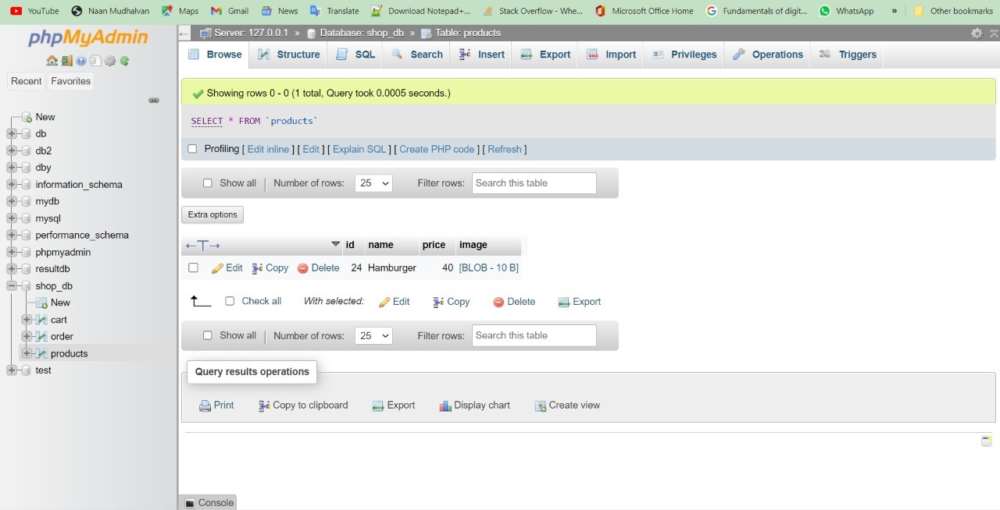 YouTube Naan Mudhalvan Maps Gmail News Translate Download Notepad+... Stack Overflow - Whe... Microsoft Office Home Fundamentals of digit... WhatsApp » Other bookmarks
phpMyAdmin
Recent Favorites
New
db
db2
dby
information_schema
mydb
mysql
performance_schema
phpmyadmin
resultdb
shop_db
New
cart
order
products
test
Server: 127.0.0.1 » Database: shop_db » Table: products
Browse Structure SQL Search Insert Export Import Privileges Operations Triggers
Showing rows 0 - 0 (1 total, Query took 0.0005 seconds.)
SELECT * FROM `products`
Profiling [ Edit inline ] [ Edit ] [ Explain SQL ] [ Create PHP code ] [ Refresh ]
Show all | Number of rows: 25 Filter rows: Search this table
Extra options
←T→ id name price image
Edit Copy Delete 24 Hamburger 40 [BLOB - 10 B]
Check all With selected: Edit Copy Delete Export
Show all | Number of rows: 25 Filter rows: Search this table
Query results operations
Print Copy to clipboard Export Display chart Create view
Console